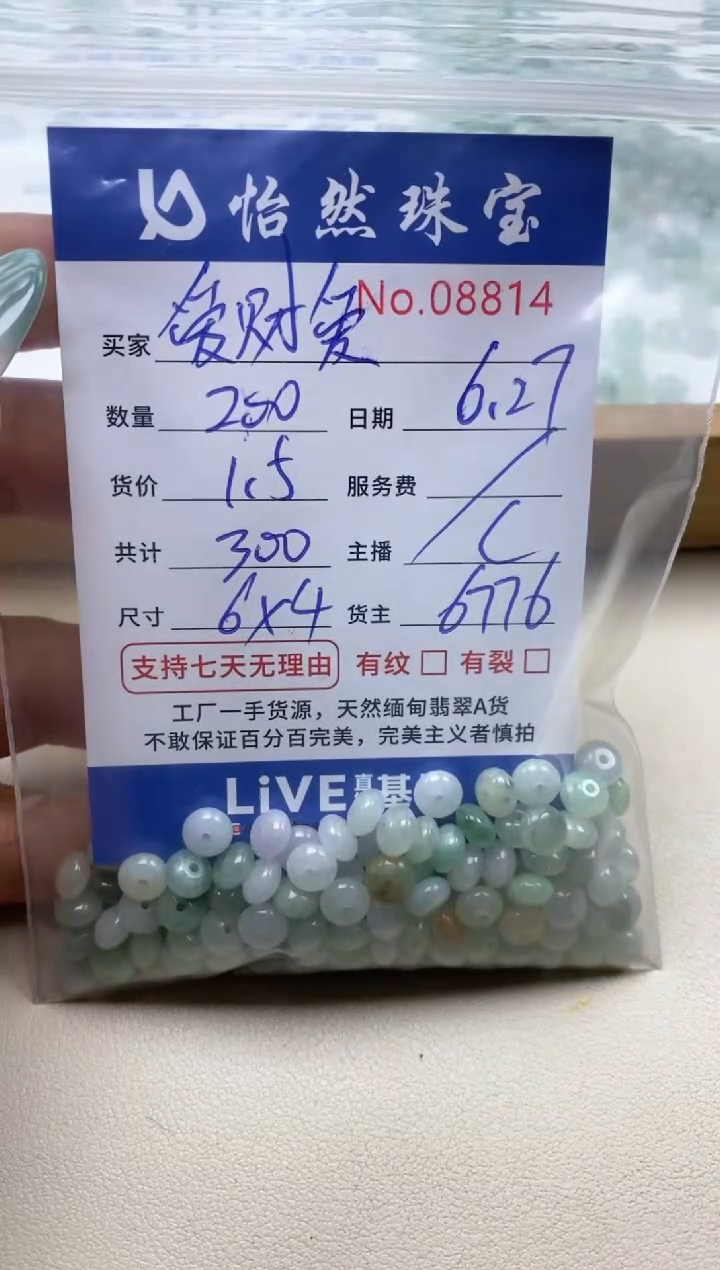 怡然珠宝
No.08814
买家 爱财爱
数量 200 日期 6.27
货价 1.5 服务费 /
共计 300 主播 C
尺寸 6x4 货主 6776
支持七天无理由 有纹 □ 有裂 □
工厂一手货源，天然缅甸翡翠A货
不敢保证百分百完美，完美主义者慎拍
LiVE 基